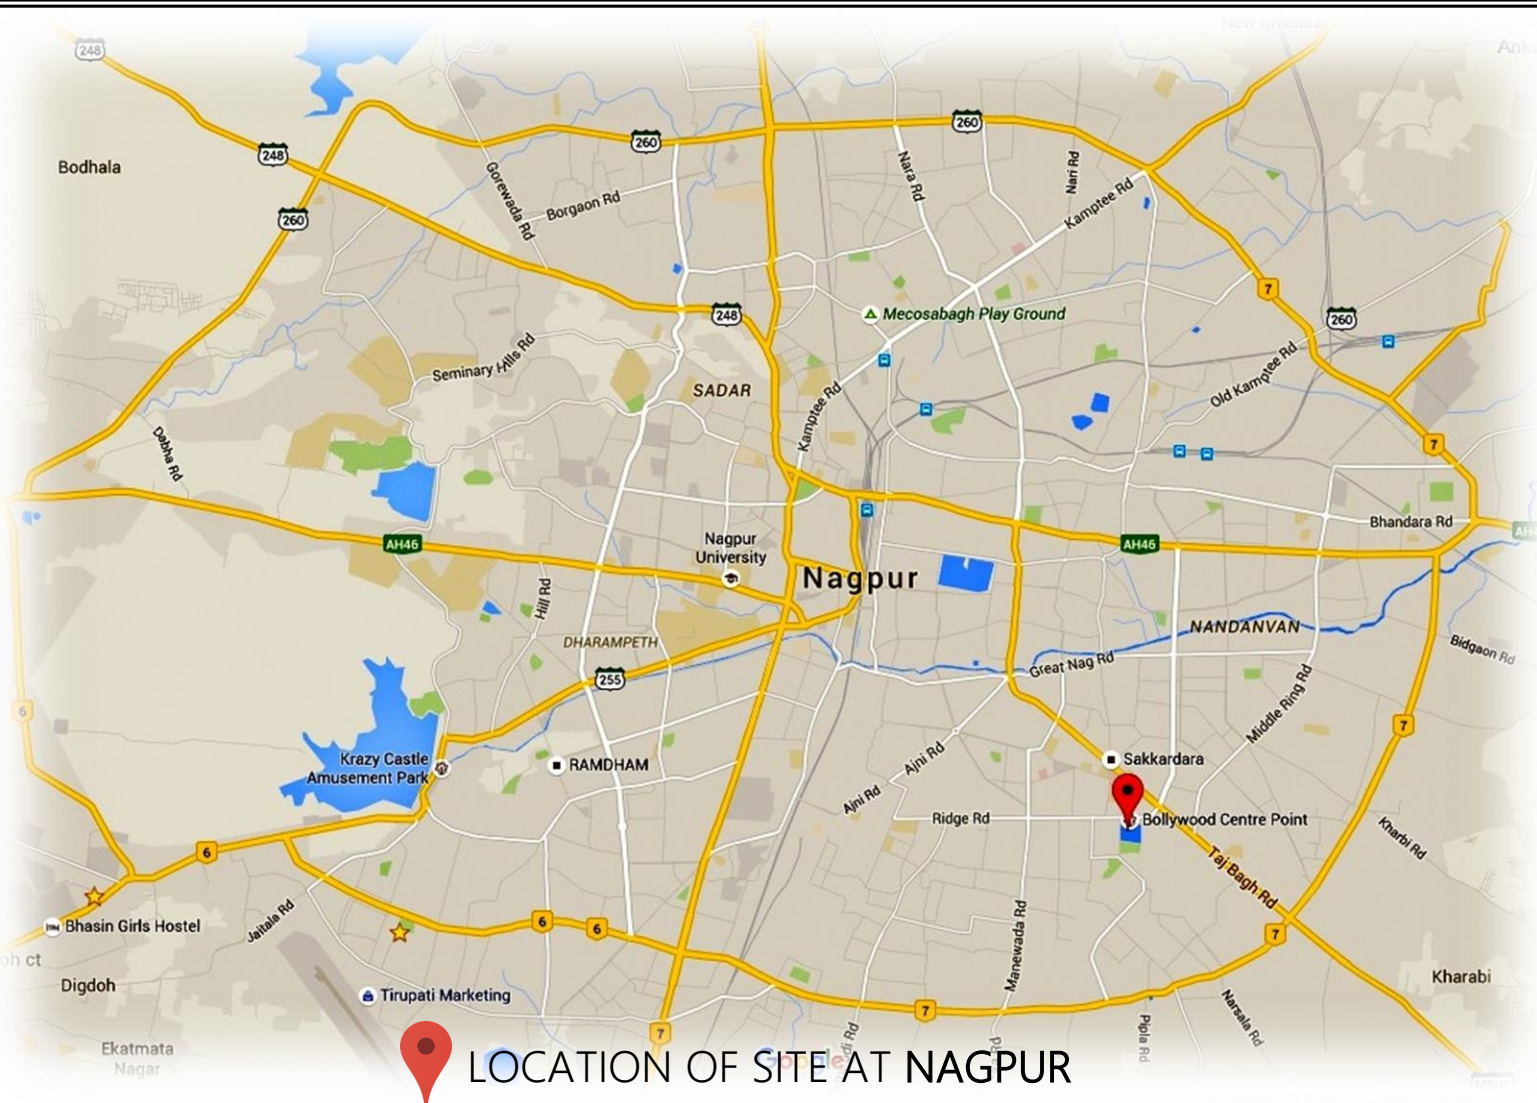 New Khasala
248
Bodhala
248
260
260
260
Gorewada Rd
Borgaon Rd
Nara Rd
Nari Rd
Kamptee Rd
7
260
248
Mecosabagh Play Ground
Seminary Hills Rd
SADAR
Kamptee Rd
Old Kamptee Rd
7
Dabha Rd
Bhandara Rd
AH46
AH46
Nagpur
University
Nagpur
Hill Rd
DHARAMPETH
NANDANVAN
Bidgaon Rd
255
Great Nag Rd
Middle Ring Rd
6
7
Krazy Castle
Amusement Park
RAMDHAM
Ajni Rd
Ajni Rd
Sakkardara
Ridge Rd
Bollywood Centre Point
Kharbi Rd
Taj Bagh Rd
6
Bhasin Girls Hostel
Jaitala Rd
6
6
7
Manewada Rd
Digdoh
Kharabi
Tirupati Marketing
7
7
Narsala Rd
Pipla Rd
Ekatmata
Nagar
Google
LOCATION OF SITE AT NAGPUR